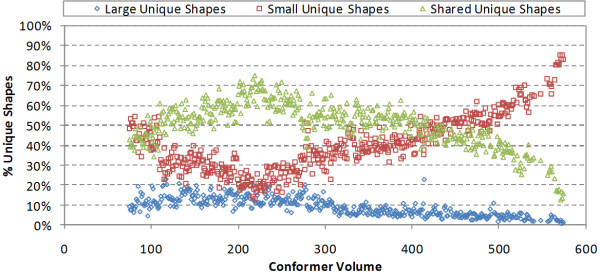 Large Unique Shapes Small Unique Shapes Shared Unique Shapes
100%
90%
80%
70%
60%
50%
40%
30%
20%
10%
0%
% Unique Shapes
0 100 200 300 400 500 600
Conformer Volume